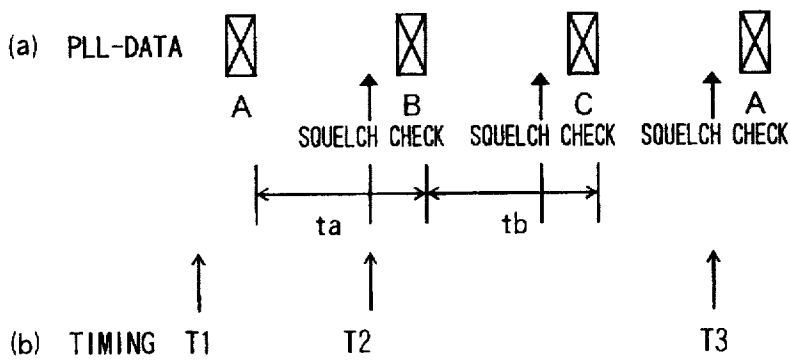 (a) PLL-DATA
A B C A
SQUELCH CHECK SQUELCH CHECK SQUELCH CHECK
ta tb
(b) TIMING T1 T2 T3